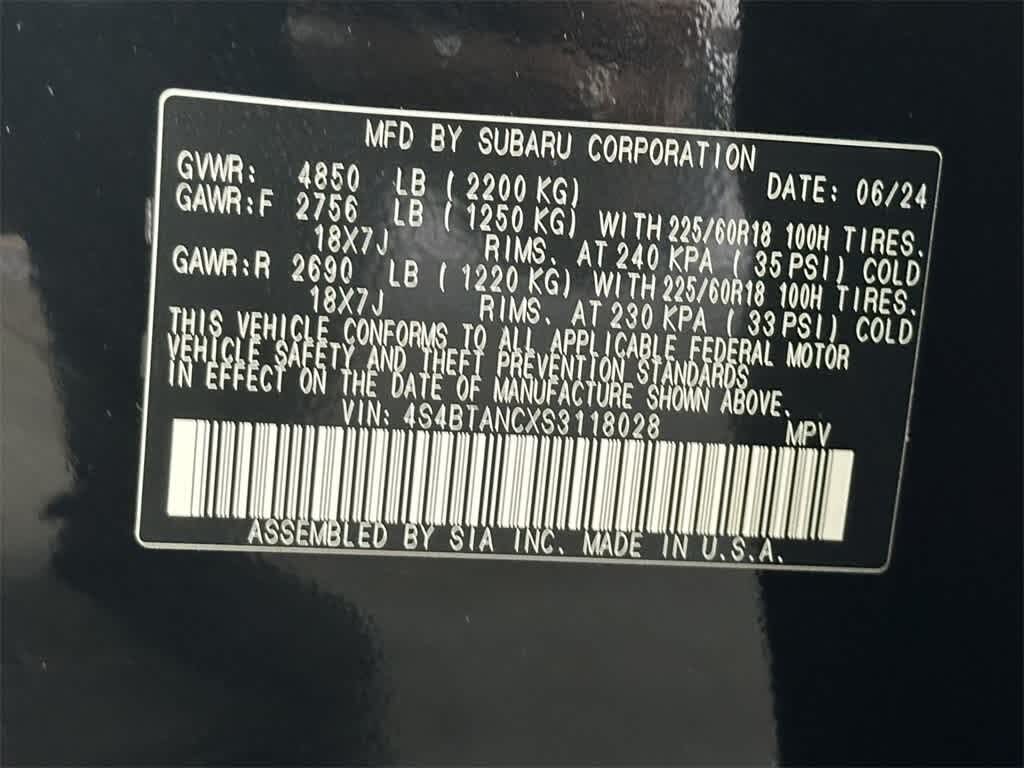 MFD BY SUBARU CORPORATION
GVWR: 4850 LB ( 2200 KG) DATE: 06/24
GAWR:F 2756 LB ( 1250 KG) WITH 225/60R18 100H TIRES.
18X7J RIMS. AT 240 KPA ( 35 PSI) COLD
GAWR:R 2690 LB ( 1220 KG) WITH 225/60R18 100H TIRES.
18X7J RIMS. AT 230 KPA ( 33 PSI) COLD
THIS VEHICLE CONFORMS TO ALL APPLICABLE FEDERAL MOTOR
VEHICLE SAFETY AND THEFT PREVENTION STANDARDS
IN EFFECT ON THE DATE OF MANUFACTURE SHOWN ABOVE.
VIN: 4S4BTANCXS3118028 MPV
ASSEMBLED BY SIA INC. MADE IN U.S.A.